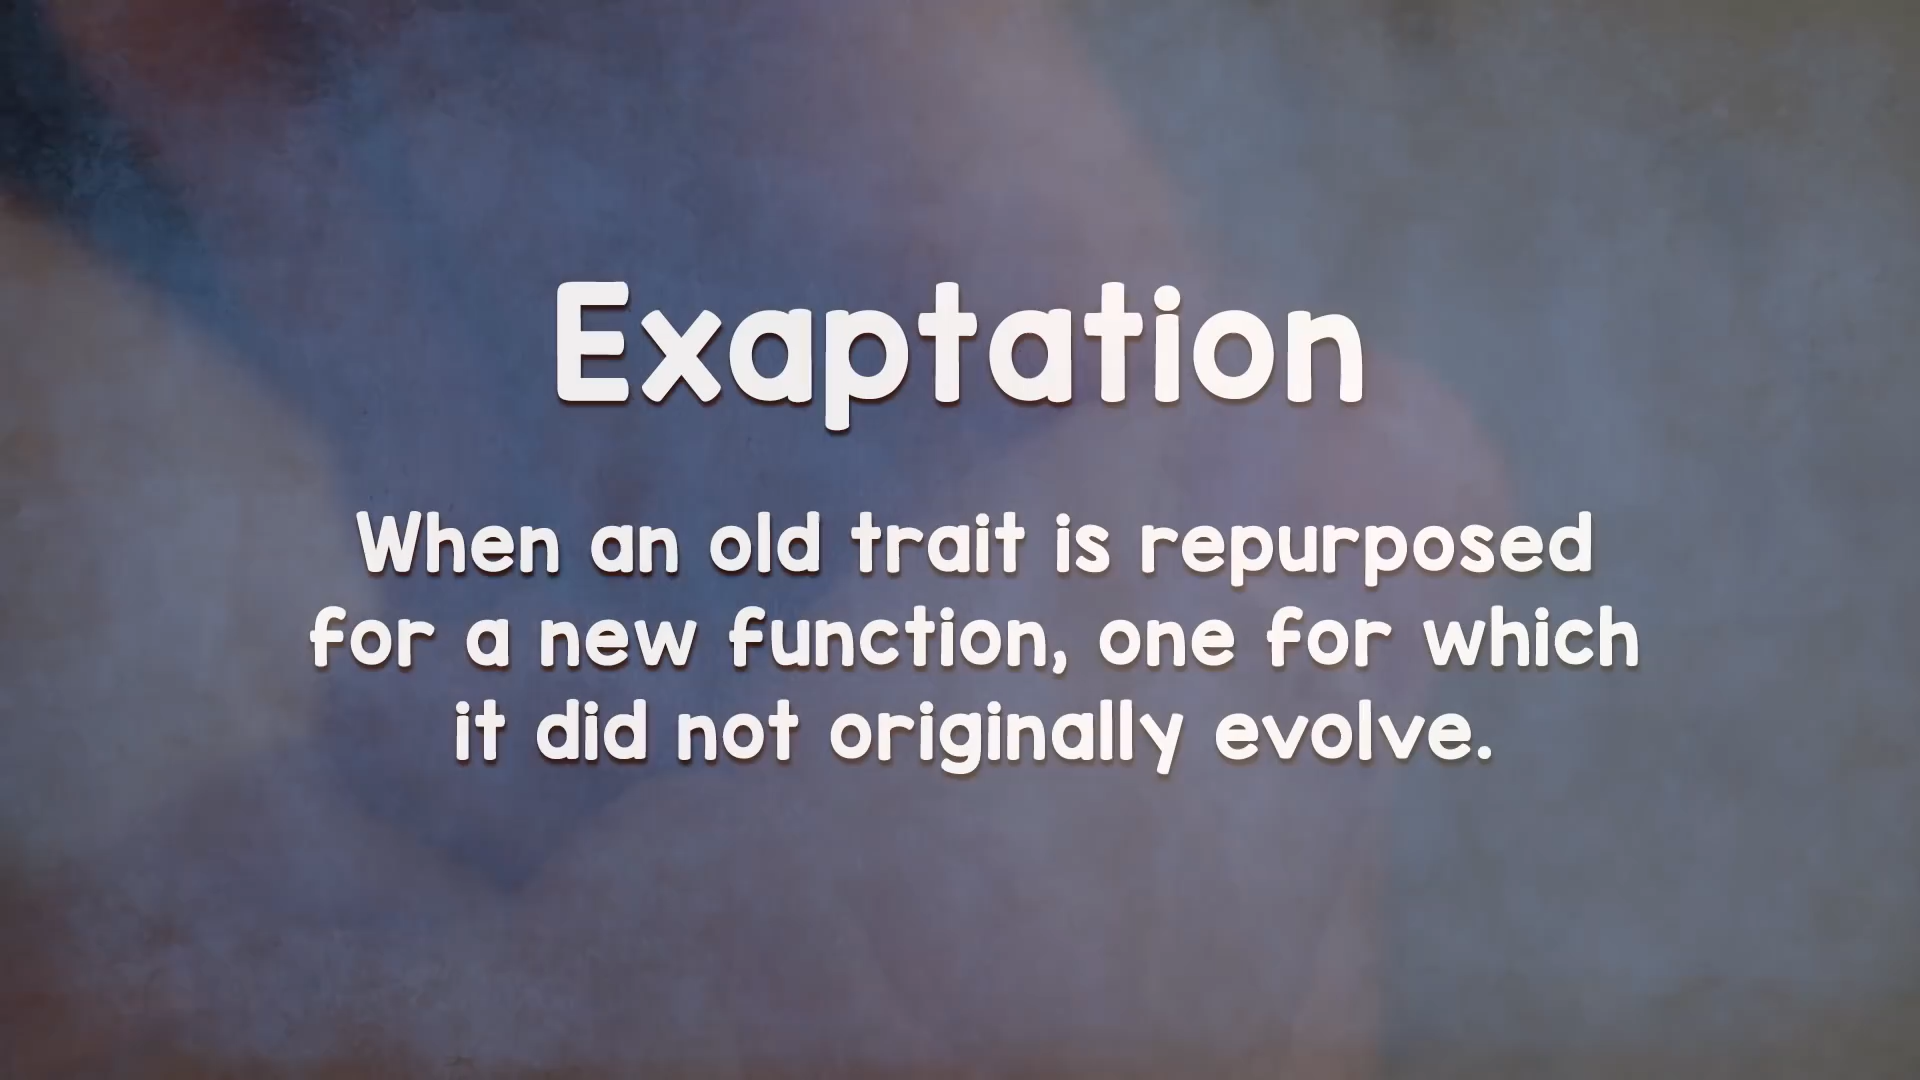 Exaptation
When an old trait is repurposed
for a new function, one for which
it did not originally evolve.